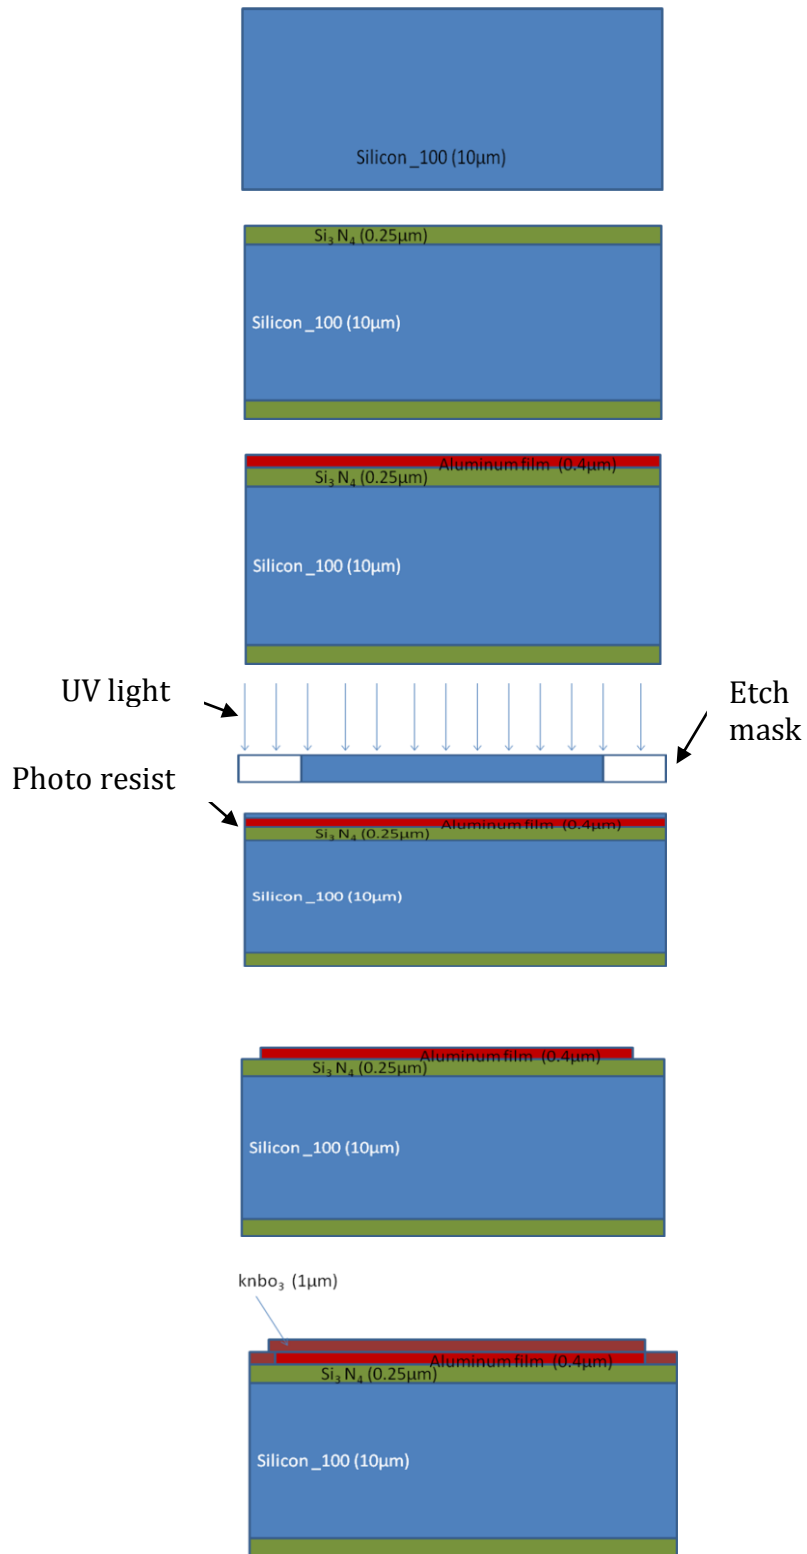 Silicon _100 (10μm)
Si₃ N₄ (0.25μm)
Silicon _100 (10μm)
Aluminum film (0.4μm)
Si₃ N₄ (0.25μm)
Silicon _100 (10μm)
UV light
Etch
mask
Photo resist
Aluminum film (0.4μm)
Si₃ N₄ (0.25μm)
Silicon _100 (10μm)
Aluminum film (0.4μm)
Si₃ N₄ (0.25μm)
Silicon _100 (10μm)
knbo₃ (1μm)
Aluminum film (0.4μm)
Si₃ N₄ (0.25μm)
Silicon _100 (10μm)